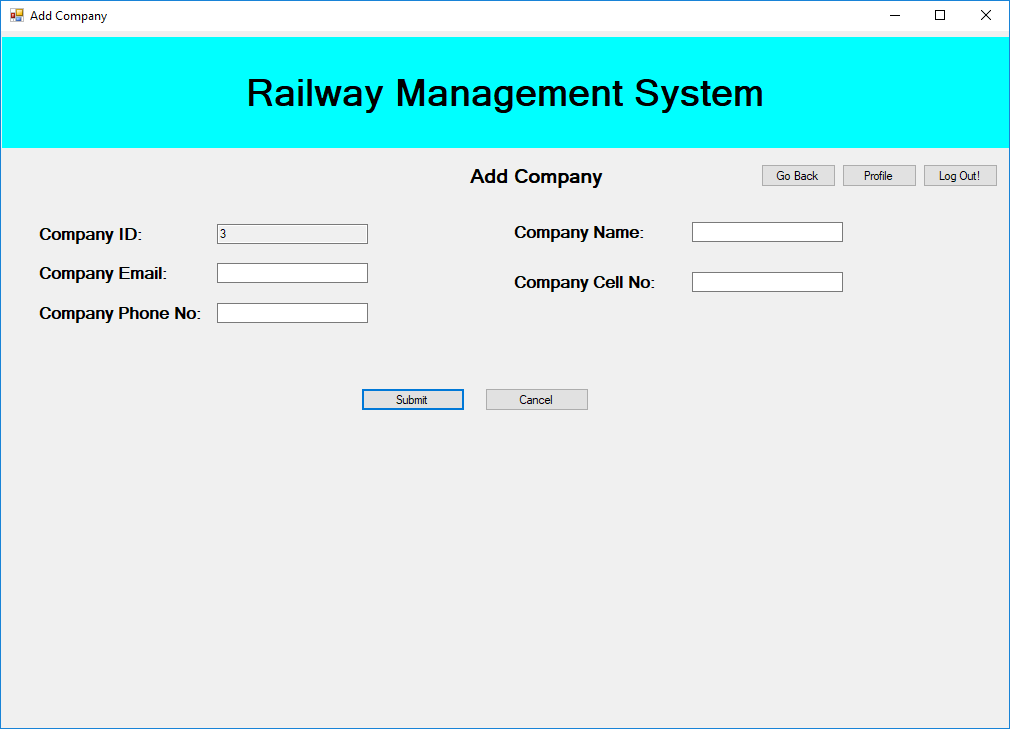 Add Company
Railway Management System
Add Company
Go Back Profile Log Out!
Company ID: 3 Company Name:
Company Email:
Company Cell No:
Company Phone No:
Submit Cancel